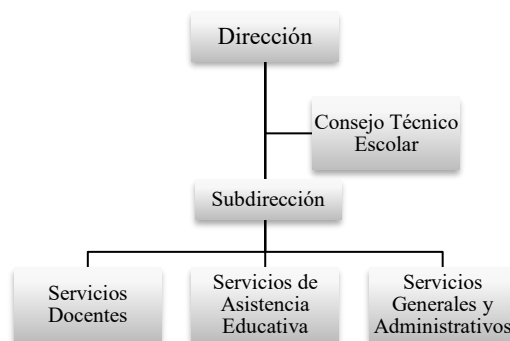 Dirección
Consejo Técnico
Escolar
Subdirección
Servicios
Docentes
Servicios de
Asistencia
Educativa
Servicios
Generales y
Administrativos